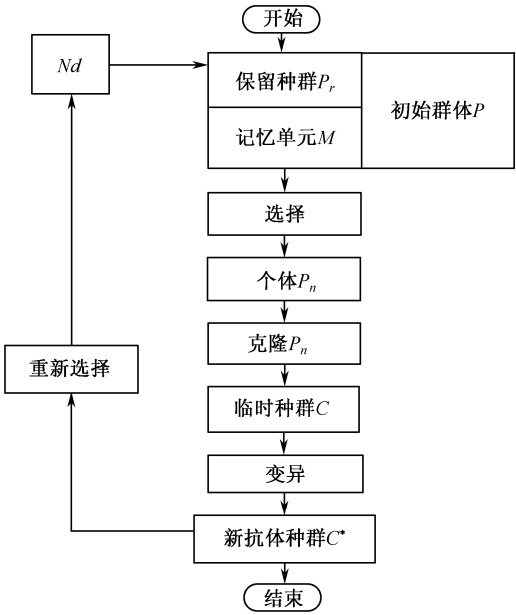 开始
Nd
保留种群Pr
初始群体P
记忆单元M
选择
个体Pn
克隆Pn
重新选择
临时种群C
变异
新抗体种群C*
结束